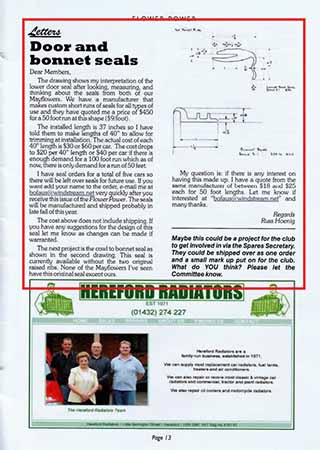 FLOWER POWER
Letters
Door and
bonnet seals
Dear Members,
The drawing shows my interpretation of the
lower door seal after looking, measuring, and
thinking about the seals from both of our
Mayflowers. We have a manufacturer that
makes custom short runs of seals for all types
of use and they have quoted me a price of $450
for a 50 foot run at this shape ($9 foot).
The installed length is 37 inches so I have
told them to make lengths of 40" to allow for
trimming at installation. The actual cost of each
40" length is $30 or $60 per car. The cost drops
to $20 per 40" length or $40 per car if there is
enough demand for a 100 foot run which as of
now, there is only demand for a run of 50 feet.
I have seal orders for a total of five cars so
there will be left over seals for future use. If you
want add your name to the order, e-mail me at
bofaus@windstream.net very quickly after you
receive this issue of the Flower Power. The seals
will be manufactured and shipped probably in
late fall of this year.
The cost above does not include shipping. If
you have any suggestions for the design of this
seal let me know as changes can be made if
warranted.
The next project is the cowl to bonnet seal as
shown in the second drawing. This seal is
currently available without the two original
raised ribs. None of the Mayflowers I've seen
have this original seal except ours.
My question is: if there is any interest on
having this made up. I have a quote from the
same manufacturer of between $18 and $25
each for 50 foot lengths. Let me know if
interested at "bofaus@windstream.net" and
many thanks.
Regards
Russ Hoenig
Maybe this could be a project for the club
to get involved in via the Spares Secretary.
They could be shipped over as one order
and a small mark up put on for the club.
What do YOU think? Please let the
Committee know.
HEREFORD RADIATORS
EST 1971
(01432) 274 227
Hereford Radiators are a
family-run business, established in 1971.
We can supply most replacement car radiators, fuel tanks,
heaters and air conditioners.
We can also repair or recore most classic & vintage car
radiators and commercial, tractor and plant radiators.
We also repair oil coolers and motorcycle radiators.
The Hereford Radiators Team
Page 13